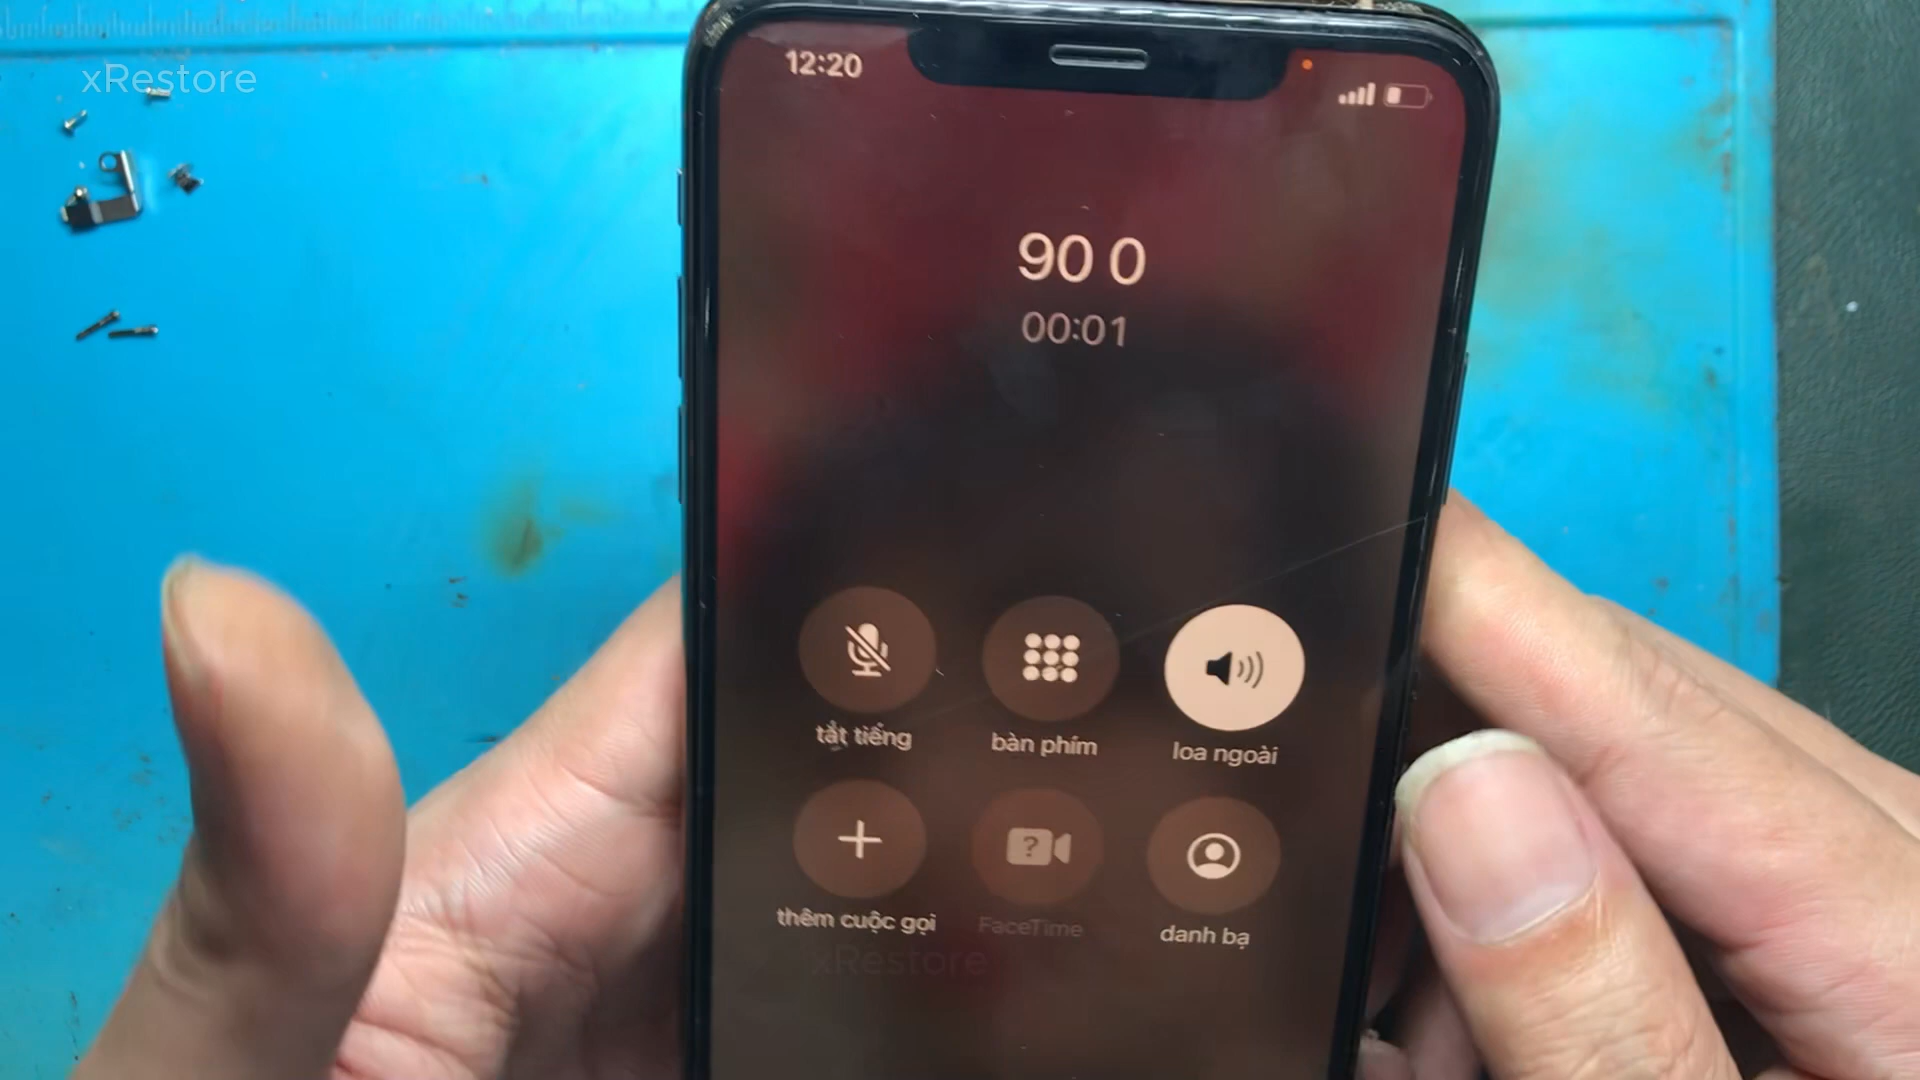 xRestore
12:20
90 0
00:01
tắt tiếng
bàn phím
loa ngoài
thêm cuộc gọi
FaceTime
danh bạ
xRestore